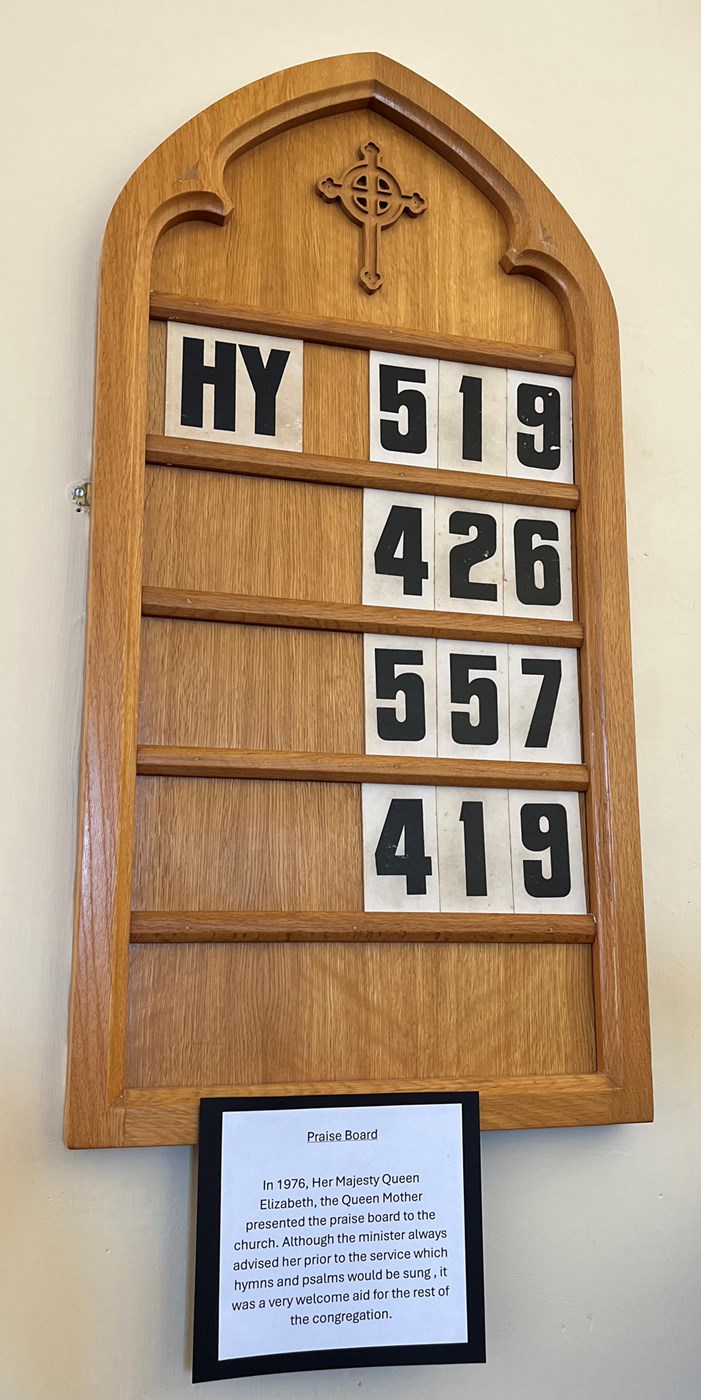 HY 519
426
557
419
Praise Board
In 1976, Her Majesty Queen
Elizabeth, the Queen Mother
presented the praise board to the
church. Although the minister always
advised her prior to the service which
hymns and psalms would be sung , it
was a very welcome aid for the rest of
the congregation.